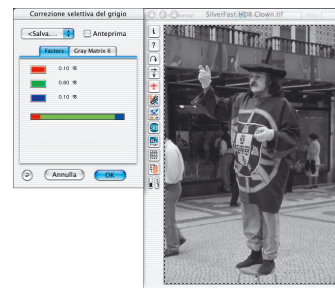 Correzione selettiva del grigio
<Salva....
Anteprima
Factors
Gray Matrix 6
0.10 %
0.80 %
0.10 %
Annulla
OK
SilverFast HDR Clown.tif
i
?